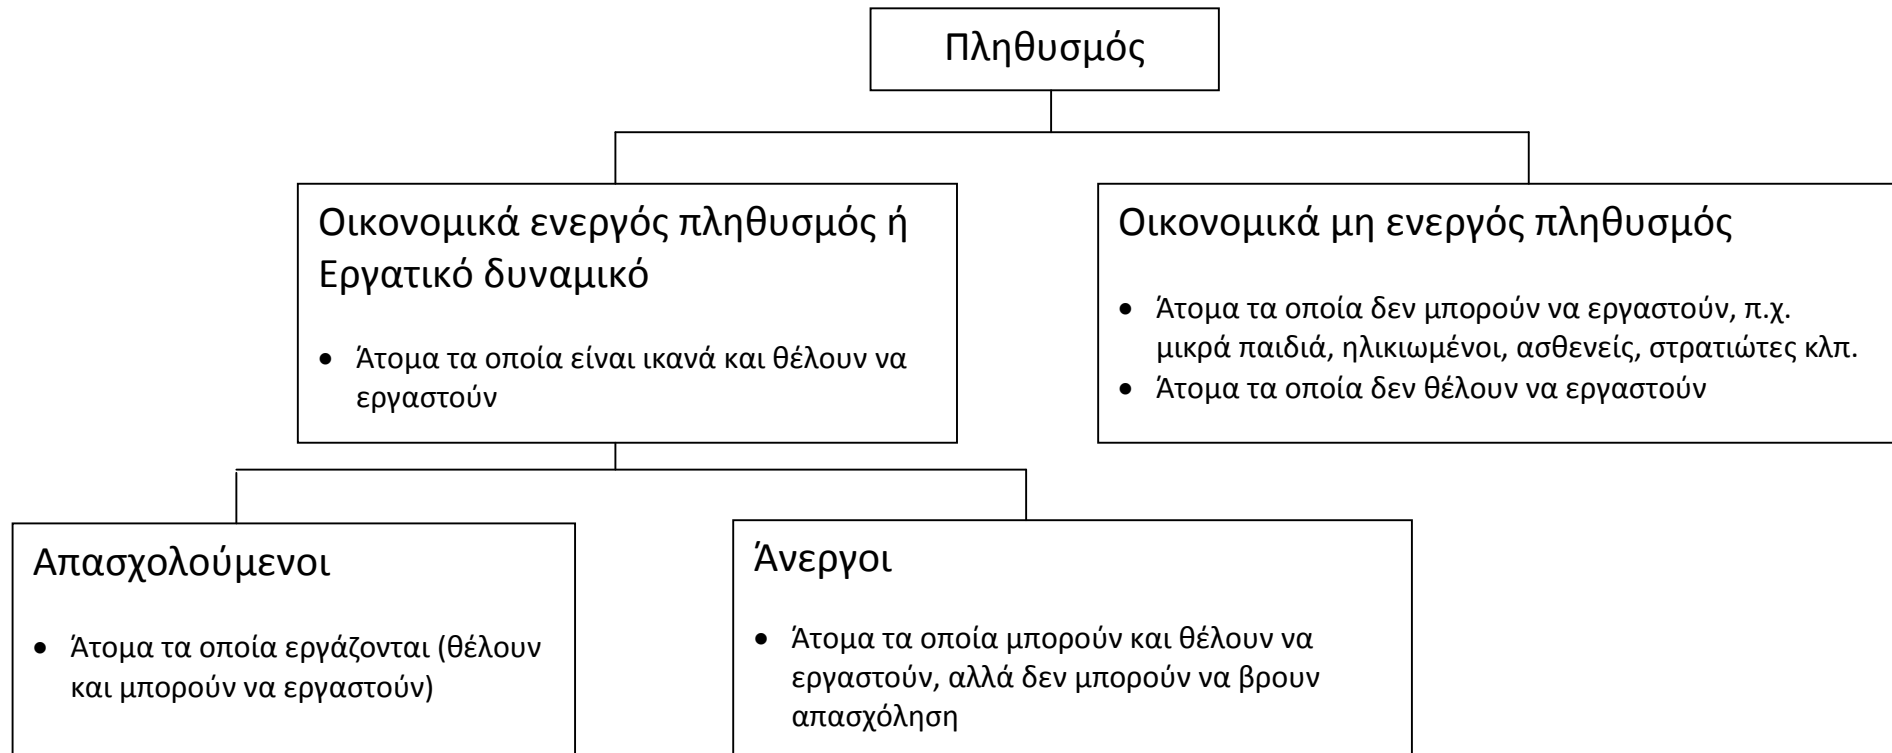 Πληθυσμός
Οικονομικά ενεργός πληθυσμός ή
Εργατικό δυναμικό
• Άτομα τα οποία είναι ικανά και θέλουν να
εργαστούν
Οικονομικά μη ενεργός πληθυσμός
• Άτομα τα οποία δεν μπορούν να εργαστούν, π.χ.
μικρά παιδιά, ηλικιωμένοι, ασθενείς, στρατιώτες κλπ.
• Άτομα τα οποία δεν θέλουν να εργαστούν
Απασχολούμενοι
• Άτομα τα οποία εργάζονται (θέλουν
και μπορούν να εργαστούν)
Άνεργοι
• Άτομα τα οποία μπορούν και θέλουν να
εργαστούν, αλλά δεν μπορούν να βρουν
απασχόληση